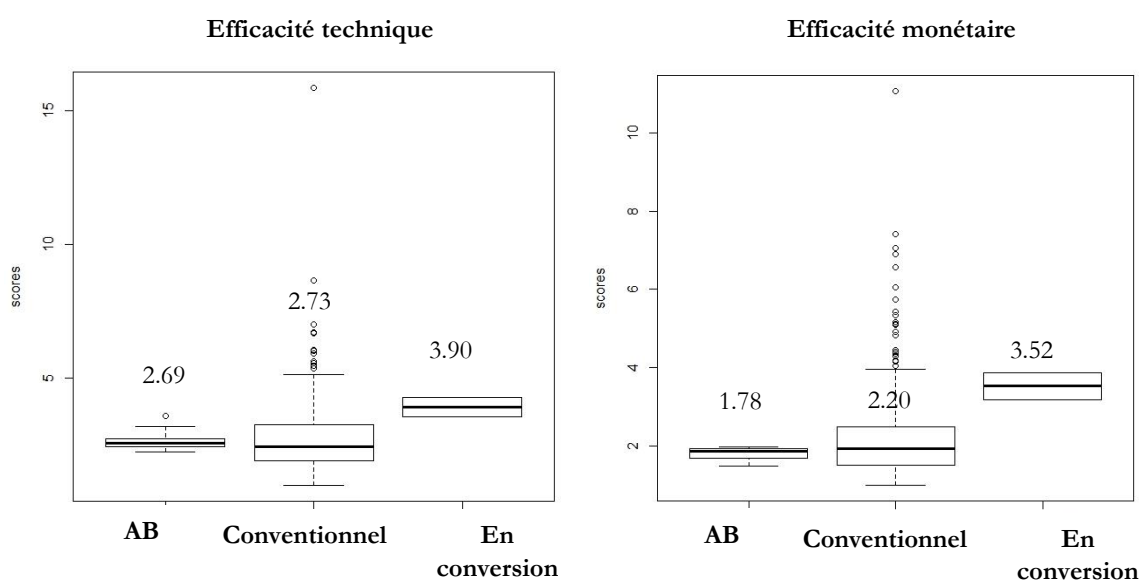 Efficacité technique
scores
15
10
5
2.69
2.73
3.90
AB
Conventionnel
En
conversion
Efficacité monétaire
scores
10
8
6
4
2
1.78
2.20
3.52
AB
Conventionnel
En
conversion